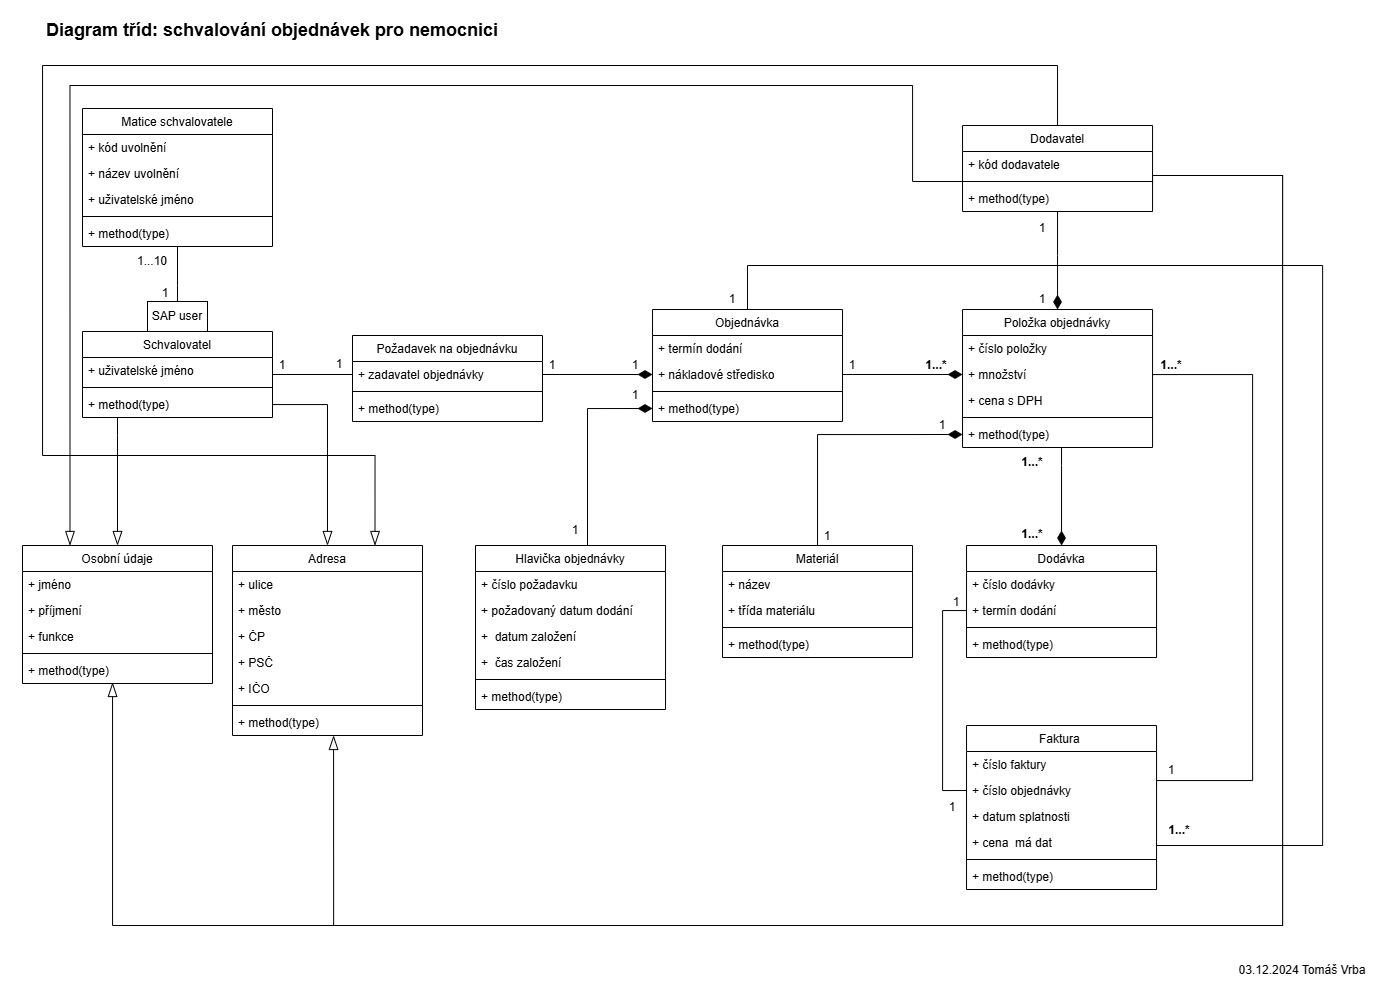 Diagram tříd: schvalování objednávek pro nemocnici
Matice schvalovatele
+ kód uvolnění
+ název uvolnění
+ uživatelské jméno
+ method(type)
1...10
1
SAP user
Schvalovatel
+ uživatelské jméno
+ method(type)
1
1
Požadavek na objednávku
+ zadavatel objednávky
+ method(type)
1
1
1
1
Objednávka
+ termín dodání
+ nákladové středisko
+ method(type)
1
1...*
Dodavatel
+ kód dodavatele
+ method(type)
1
1
Položka objednávky
+ číslo položky
+ množství
+ cena s DPH
+ method(type)
1...*
1
1...*
1...*
Osobní údaje
+ jméno
+ příjmení
+ funkce
+ method(type)
Adresa
+ ulice
+ město
+ ČP
+ PSČ
+ IČO
+ method(type)
1
Hlavička objednávky
+ číslo požadavku
+ požadovaný datum dodání
+  datum založení
+  čas založení
+ method(type)
1
Materiál
+ název
+ třída materiálu
+ method(type)
Dodávka
+ číslo dodávky
+ termín dodání
+ method(type)
1
1
Faktura
+ číslo faktury
+ číslo objednávky
+ datum splatnosti
+ cena  má dat
+ method(type)
1
1...*
03.12.2024 Tomáš Vrba